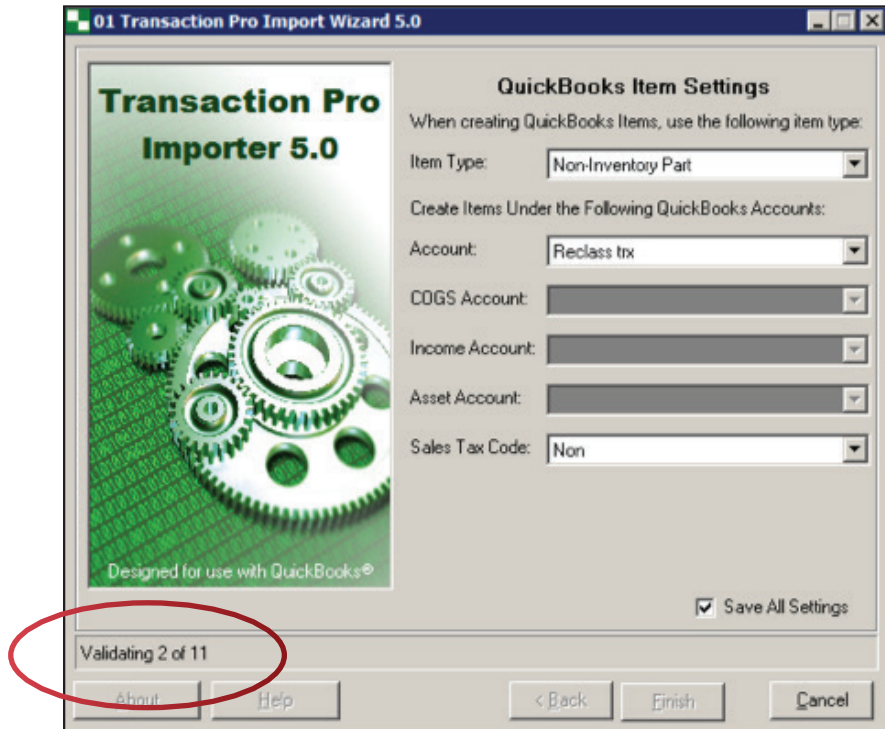 01 Transaction Pro Import Wizard 5.0
Transaction Pro
Importer 5.0
Designed for use with QuickBooks®
QuickBooks Item Settings
When creating QuickBooks Items, use the following item type:
Item Type: Non-Inventory Part
Create Items Under the Following QuickBooks Accounts:
Account: Reclass trx
COGS Account:
Income Account:
Asset Account:
Sales Tax Code: Non
Save All Settings
Validating 2 of 11
About Help < Back Finish Cancel